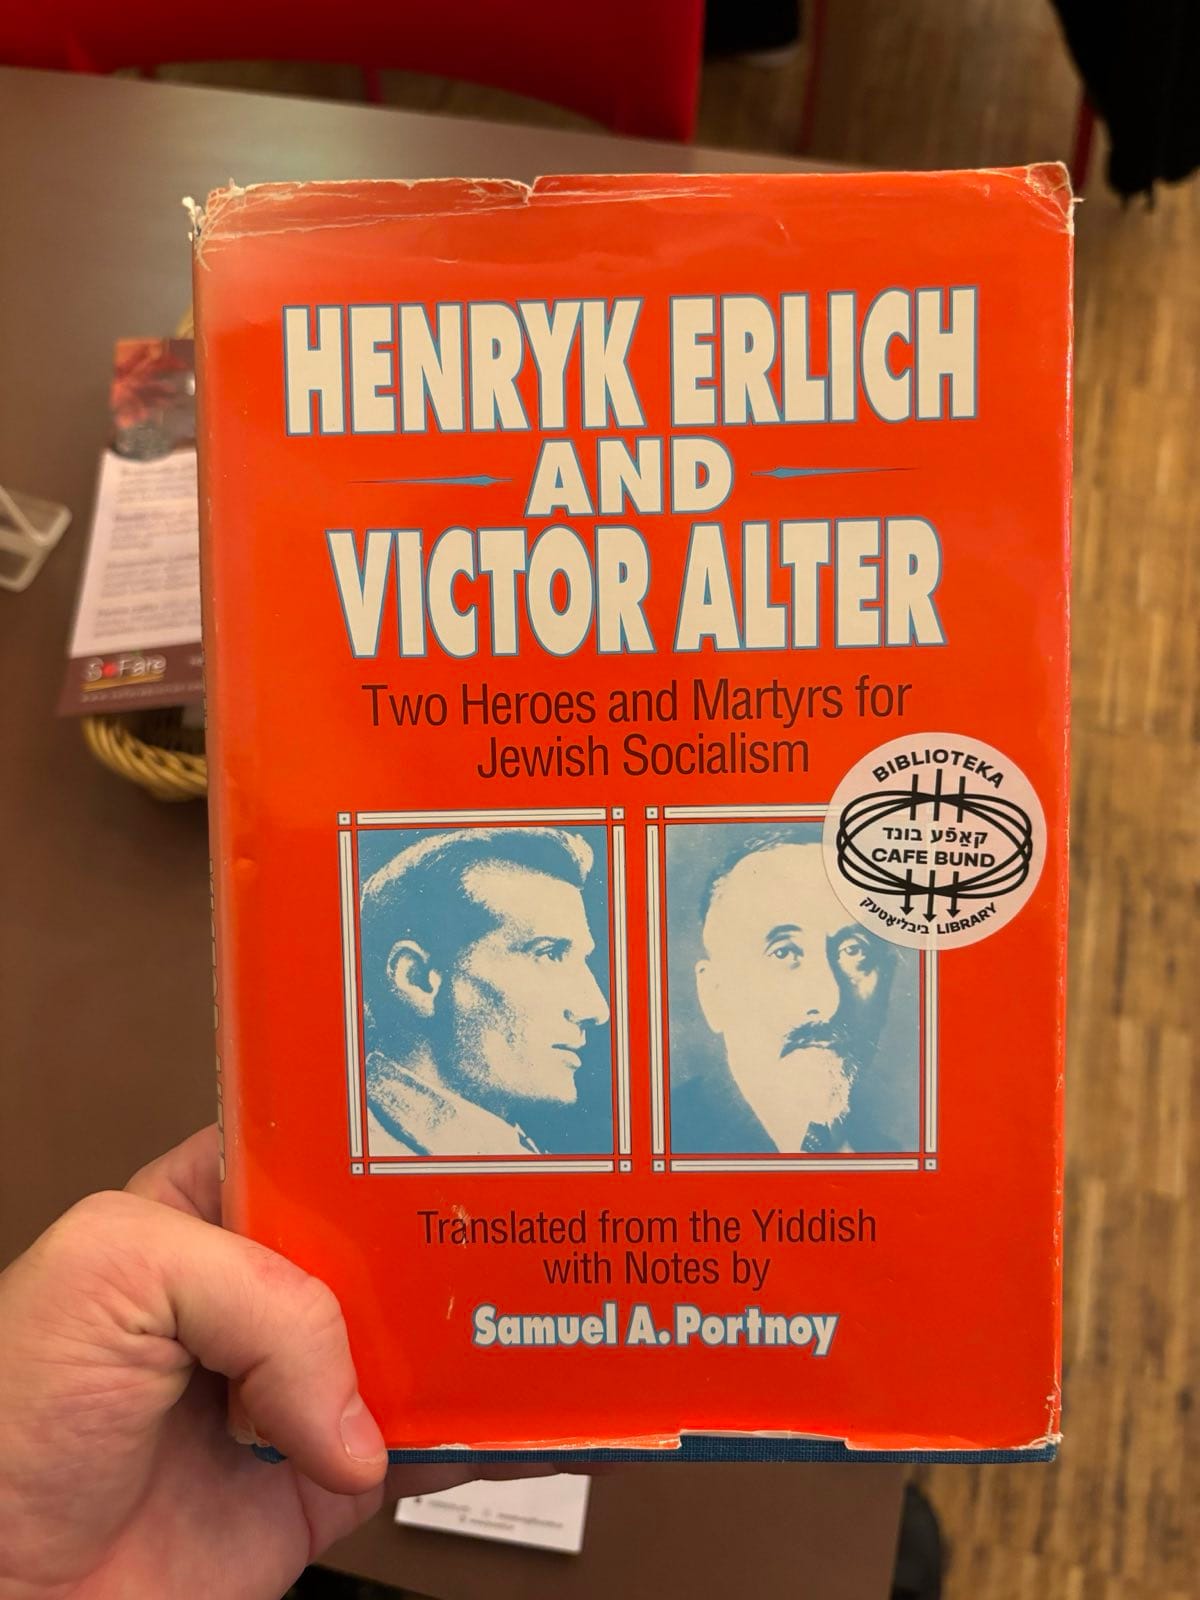 HENRYK ERLICH
AND
VICTOR ALTER
Two Heroes and Martyrs for
Jewish Socialism
BIBLIOTEKA
קאַפֿע בונד
CAFE BUND
ביבליאָטעק LIBRARY
Translated from the Yiddish
with Notes by
Samuel A. Portnoy
SoFare